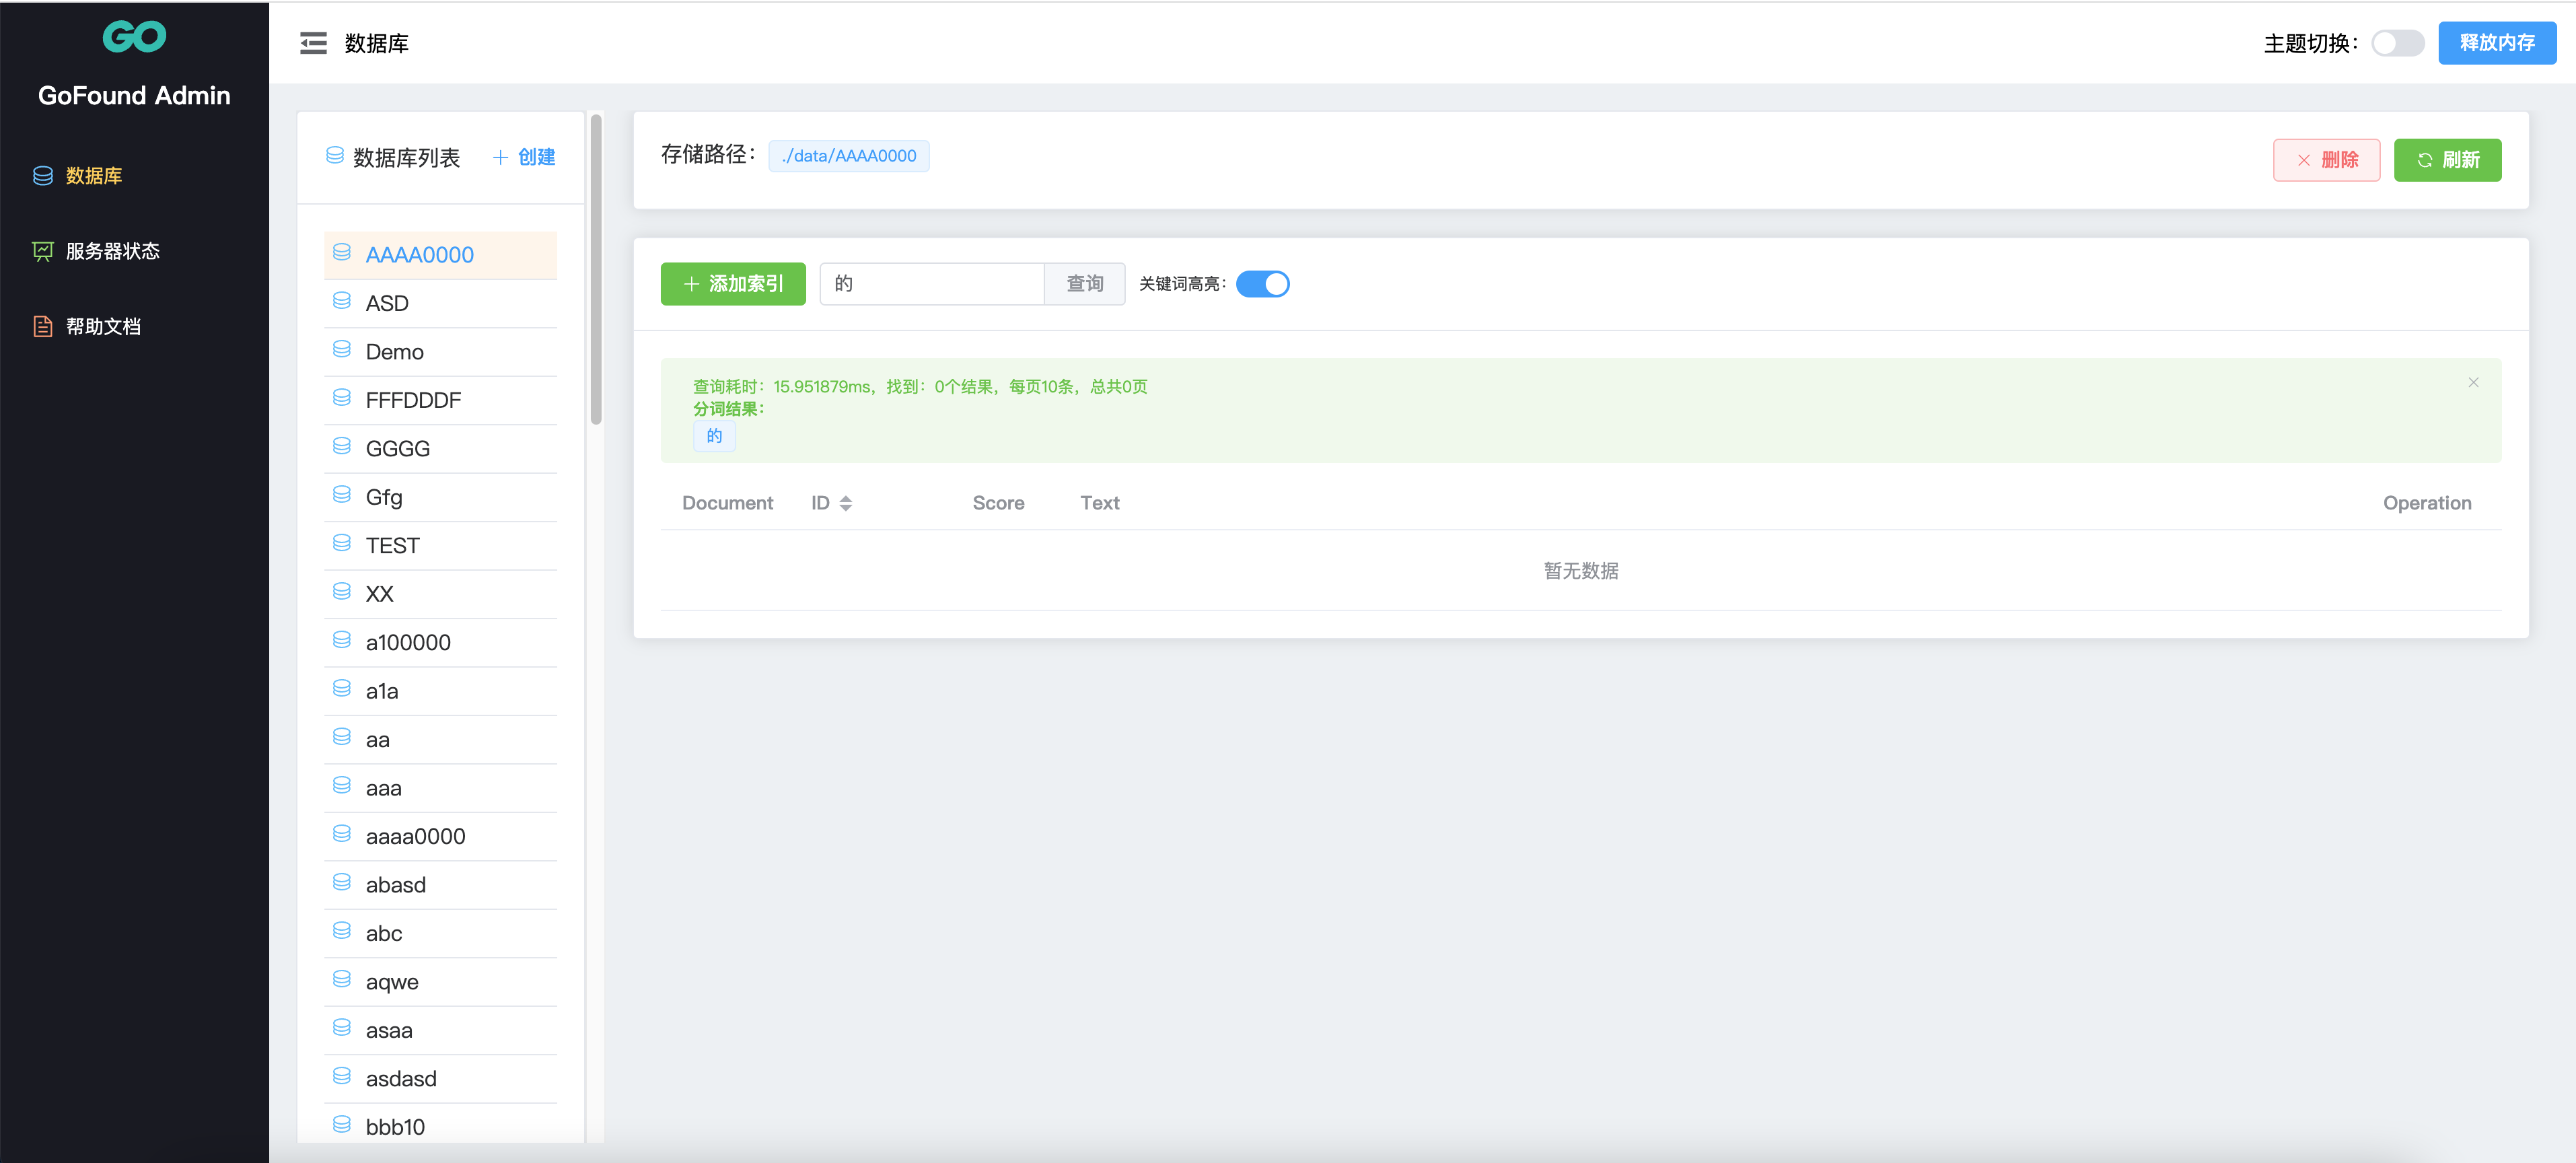 GO
GoFound Admin
数据库
服务器状态
帮助文档
数据库
主题切换：
释放内存
数据库列表
创建
AAAA0000
ASD
Demo
FFFDDDF
GGGG
Gfg
TEST
XX
a100000
a1a
aa
aaa
aaaa0000
abasd
abc
aqwe
asaa
asdasd
bbb10
存储路径：
./data/AAAA0000
删除
刷新
添加索引
的
查询
关键词高亮：
查询耗时：15.951879ms，找到：0个结果，每页10条，总共0页
分词结果：
的
Document ID Score Text Operation
暂无数据